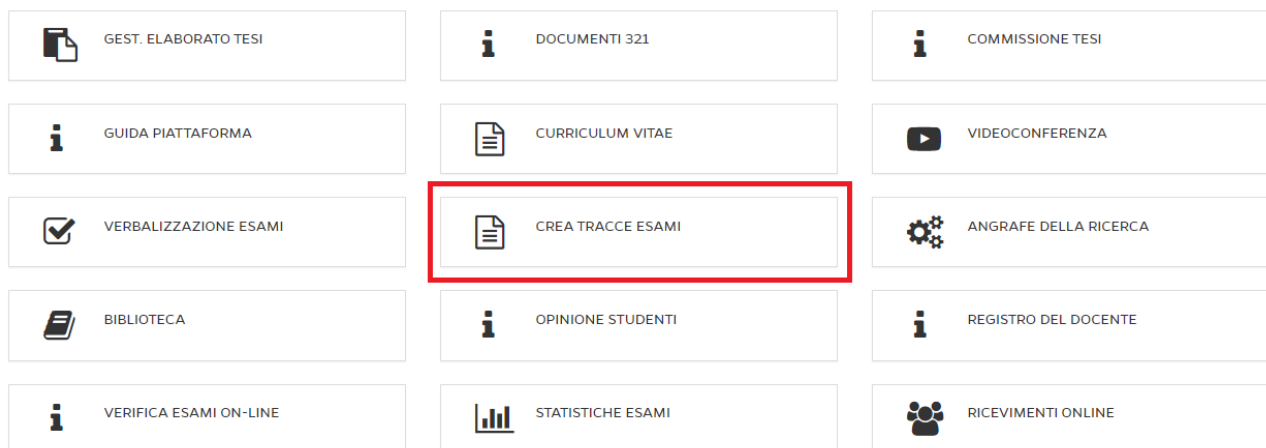 GEST. ELABORATO TESI
DOCUMENTI 321
COMMISSIONE TESI
GUIDA PIATTAFORMA
CURRICULUM VITAE
VIDEOCONFERENZA
VERBALIZZAZIONE ESAMI
CREA TRACCE ESAMI
ANGRAFE DELLA RICERCA
BIBLIOTECA
OPINIONE STUDENTI
REGISTRO DEL DOCENTE
VERIFICA ESAMI ON-LINE
STATISTICHE ESAMI
RICEVIMENTI ONLINE